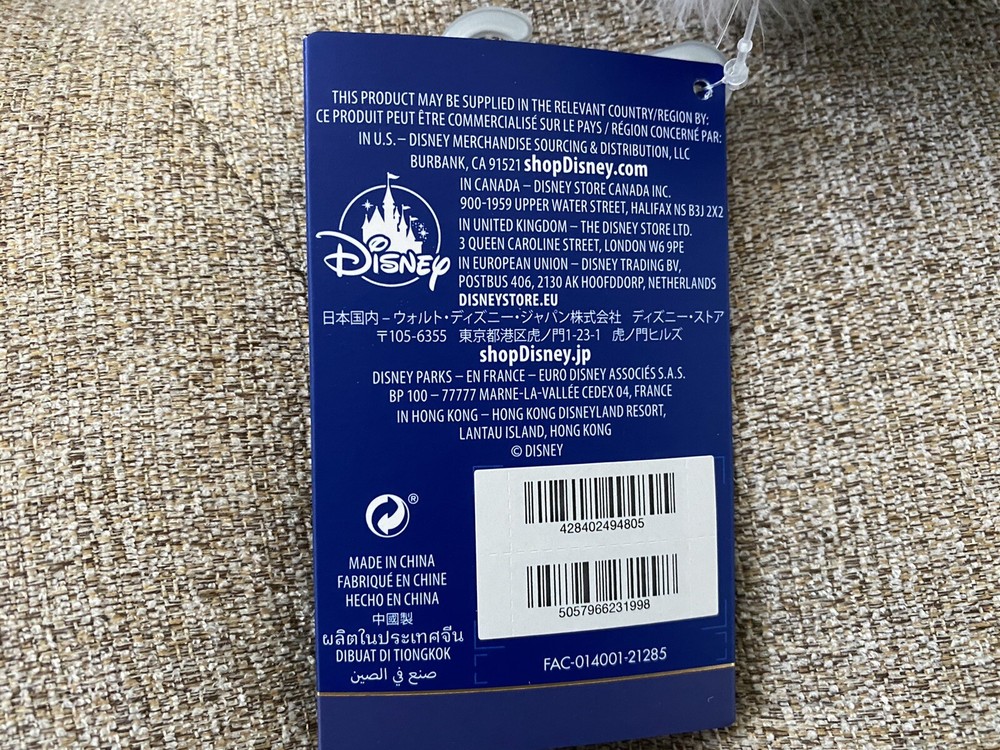 THIS PRODUCT MAY BE SUPPLIED IN THE RELEVANT COUNTRY/REGION BY:
CE PRODUIT PEUT ÊTRE COMMERCIALISÉ SUR LE PAYS / RÉGION CONCERNÉ PAR:
IN U.S. – DISNEY MERCHANDISE SOURCING & DISTRIBUTION, LLC
BURBANK, CA 91521 shopDisney.com
IN CANADA – DISNEY STORE CANADA INC.
900-1959 UPPER WATER STREET, HALIFAX NS B3J 2X2
IN UNITED KINGDOM – THE DISNEY STORE LTD.
3 QUEEN CAROLINE STREET, LONDON W6 9PE
IN EUROPEAN UNION – DISNEY TRADING BV,
POSTBUS 406, 2130 AK HOOFDDORP, NETHERLANDS
DISNEYSTORE.EU
Disney
日本国内 – ウォルト・ディズニー・ジャパン株式会社 ディズニー・ストア
〒105-6355 東京都港区虎ノ門1-23-1 虎ノ門ヒルズ
shopDisney.jp
DISNEY PARKS – EN FRANCE – EURO DISNEY ASSOCIÉS S.A.S.
BP 100 – 77777 MARNE-LA-VALLÉE CEDEX 04, FRANCE
IN HONG KONG – HONG KONG DISNEYLAND RESORT,
LANTAU ISLAND, HONG KONG
© DISNEY
®
MADE IN CHINA
FABRIQUÉ EN CHINE
HECHO EN CHINA
中國製
ผลิตในประเทศจีน
DIBUAT DI TIONGKOK
صنع في الصين
428402494805
5057966231998
FAC-014001-21285